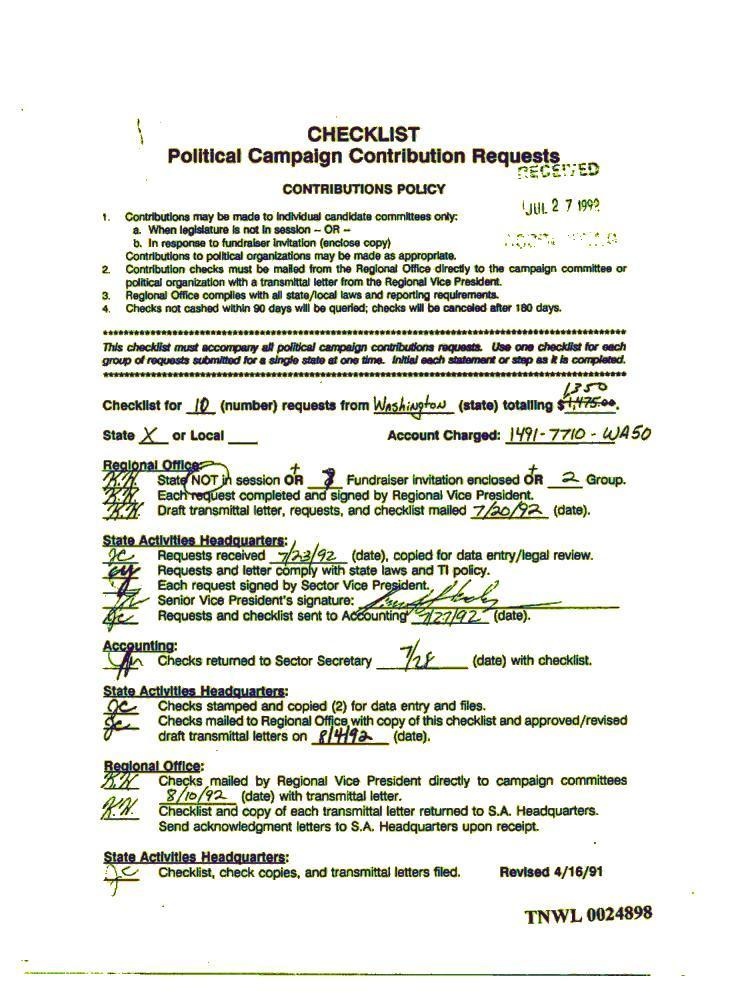 CHECKLIST
Political Campaign Contribution Requests
RECEIVED
CONTRIBUTIONS POLICY
JUL 27 1992
1. Contributions may be made to individual candidate committees only:
a. When legislature is not in session – OR –
b. In response to fundraiser invitation (enclose copy)
Contributions to political organizations may be made as appropriate.
2. Contribution checks must be mailed from the Regional Office directly to the campaign committee or
political organization with a transmittal letter from the Regional Vice President.
3. Regional Office complies with all state/local laws and reporting requirements.
4. Checks not cashed within 90 days will be queried; checks will be canceled after 180 days.
This checklist must accompany all political campaign contributions requests. Use one checklist for each
group of requests submitted for a single state at one time. Initial each statement or step as it is completed.
1350
Checklist for 10 (number) requests from Washington (state) totalling $1,475.00.
State X or Local ___ Account Charged: 1491-7710-WA50
Regional Office:
K.H. State NOT in session OR + 8 Fundraiser invitation enclosed OR + 2 Group.
K.H. Each request completed and signed by Regional Vice President.
K.H. Draft transmittal letter, requests, and checklist mailed 7/20/92 (date).
State Activities Headquarters:
JC Requests received 7/23/92 (date), copied for data entry/legal review.
Requests and letter comply with state laws and TI policy.
Each request signed by Sector Vice President.
Senior Vice President's signature:
JC Requests and checklist sent to Accounting 7/27/92 (date).
Accounting:
Checks returned to Sector Secretary 7/28 (date) with checklist.
State Activities Headquarters:
JC Checks stamped and copied (2) for data entry and files.
JC Checks mailed to Regional Office with copy of this checklist and approved/revised
draft transmittal letters on 8/4/92 (date).
Regional Office:
K.H. Checks mailed by Regional Vice President directly to campaign committees
8/10/92 (date) with transmittal letter.
K.H. Checklist and copy of each transmittal letter returned to S.A. Headquarters.
Send acknowledgment letters to S.A. Headquarters upon receipt.
State Activities Headquarters:
JC Checklist, check copies, and transmittal letters filed. Revised 4/16/91
TNWL 0024898